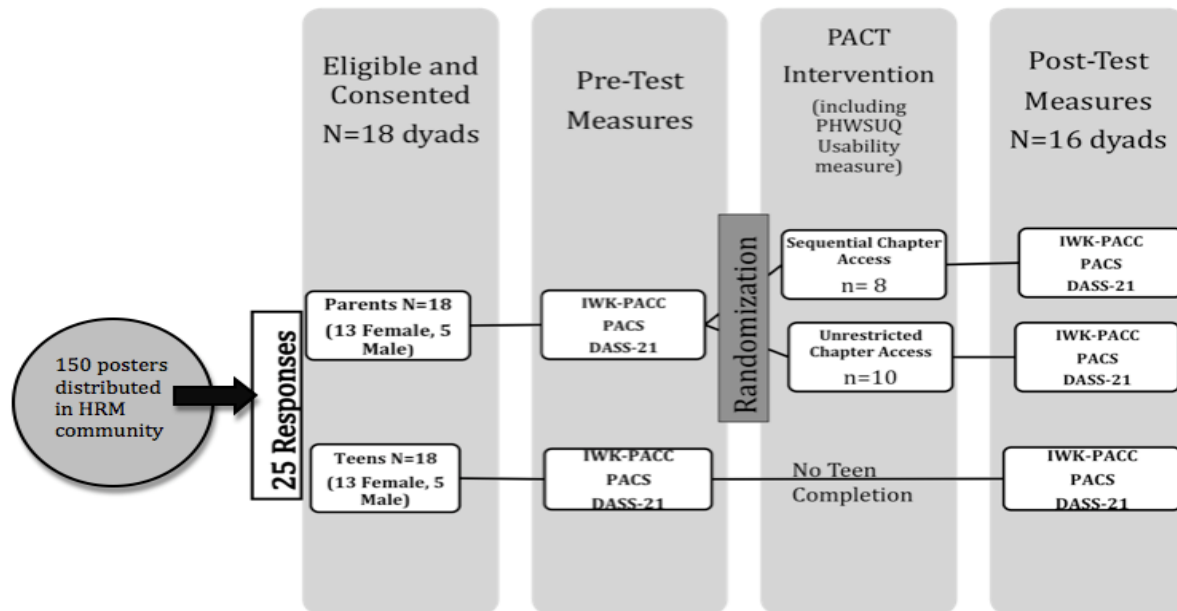 Eligible and
Consented
N=18 dyads
Pre-Test
Measures
PACT
Intervention
(including
PHWSUQ
Usability
measure)
Post-Test
Measures
N=16 dyads
150 posters
distributed
in HRM
community
25 Responses
Parents N=18
(13 Female, 5
Male)
IWK-PACC
PACS
DASS-21
Randomization
Sequential Chapter
Access
n= 8
IWK-PACC
PACS
DASS-21
Unrestricted
Chapter Access
n=10
IWK-PACC
PACS
DASS-21
Teens N=18
(13 Female, 5
Male)
IWK-PACC
PACS
DASS-21
No Teen
Completion
IWK-PACC
PACS
DASS-21